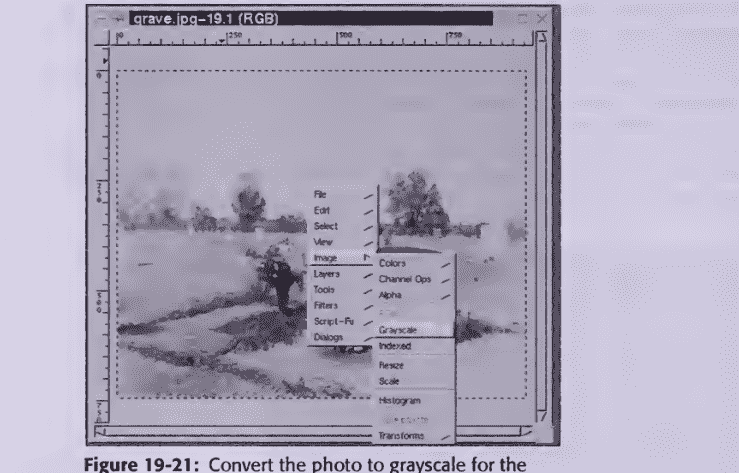 grave.jpg-19.1 (RGB)
0 250 500 750
File
Edit
Select
View
Image
Layers
Tools
Filters
Script-Fu
Dialogs
Colors
Channel Ops
Alpha
Grayscale
Indexed
Resize
Scale
Histogram
Transforms
Figure 19-21: Convert the photo to grayscale for the